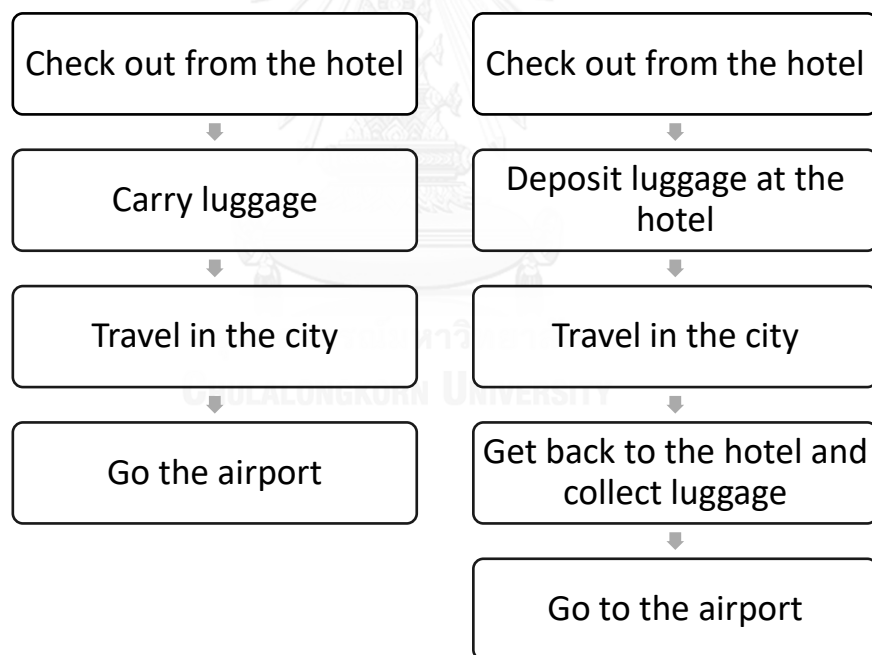 Check out from the hotel
Carry luggage
Travel in the city
Go the airport
Check out from the hotel
Deposit luggage at the
hotel
Travel in the city
Get back to the hotel and
collect luggage
Go to the airport
CHULALONGKORN UNIVERSITY